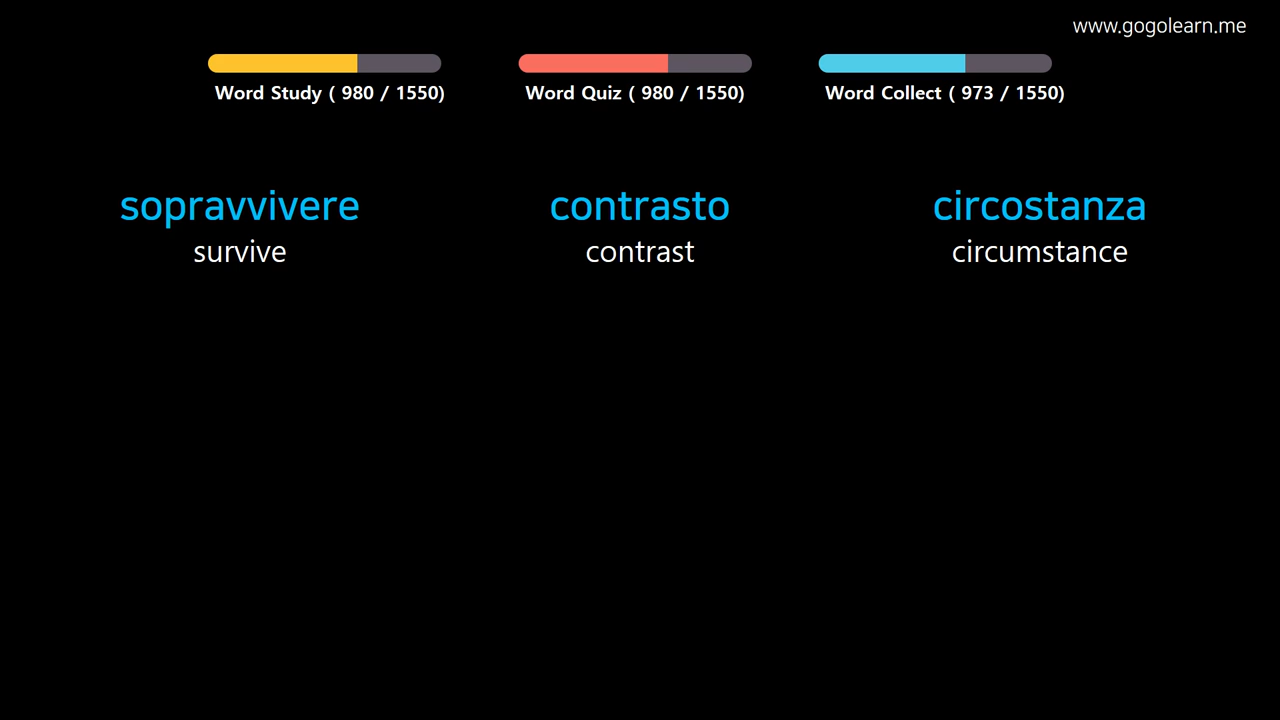 www.gogolearn.me
Word Study ( 980 / 1550)
Word Quiz ( 980 / 1550)
Word Collect ( 973 / 1550)
sopravvivere
survive
contrasto
contrast
circostanza
circumstance